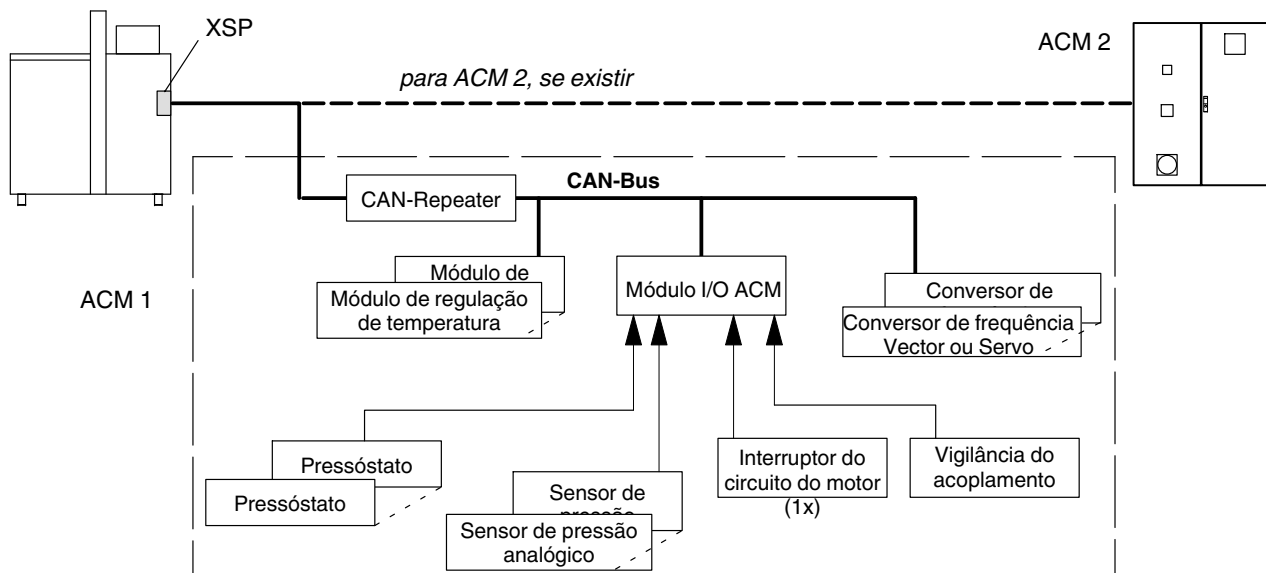 XSP
ACM 2
para ACM 2, se existir
CAN-Bus
CAN-Repeater
ACM 1
Módulo de
Módulo de regulação
de temperatura
Módulo I/O ACM
Conversor de
Conversor de frequência
Vector ou Servo
Pressóstato
Pressóstato
Sensor de
pressão
Sensor de pressão
analógico
Interruptor do
circuito do motor
(1x)
Vigilância do
acoplamento